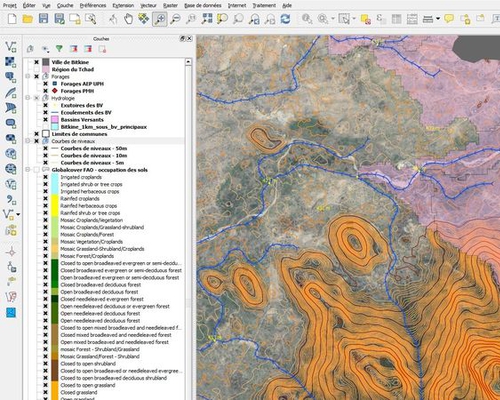 Projet Éditer Vue Couche Préférences Extension Vecteur Raster Base de données Internet Traitement Aide
Couches
Ville de Bitkine
Région du Tchad
Forages
Forages AEP UPH
Forages PMH
Hydrologie
Exutoires des BV
Ecoulements des BV
Bassins Versants
Bitkine_1km_sous_bv_principaux
Limites de communes
Courbes de niveaux
Courbes de niveaux - 50m
Courbes de niveaux - 10m
Courbes de niveaux - 5m
Globalcover FAO - occupation des sols
Irrigated croplands
Irrigated shrub or tree crops
Irrigated herbaceous crops
Rainfed croplands
Rainfed herbaceous crops
Rainfed shrub or tree crops
Mosaic Croplands/Vegetation
Mosaic Croplands/Grassland shrubland
Mosaic Croplands/Forest
Mosaic Vegetation/Croplands
Mosaic Grassland-Shrubland/Croplands
Mosaic Forest/Croplands
Closed to open broadleaved evergreen or semi-decidu...
Closed broadleaved evergreen or semi-deciduous forest
Open broadleaved evergreen or semi-deciduous forest
Closed broadleaved deciduous forest
Open broadleaved deciduous forest
Closed needleleaved evergreen forest
Open needleleaved deciduous or evergreen forest
Open needleleaved deciduous forest
Open needleleaved evergreen forest
Closed to open mixed broadleaved and needleleaved f...
Closed mixed broadleaved and needleleaved forest
Open mixed broadleaved and needleleaved forest
Mosaic Forest - Shrubland/Grassland
Mosaic Grassland/Forest - Shrubland
Closed to open shrubland
Closed to open broadleaved or needleleaved evergree...
Closed to open broadleaved deciduous shrubland
Closed to open grassland
Closed grassland
Open grassland